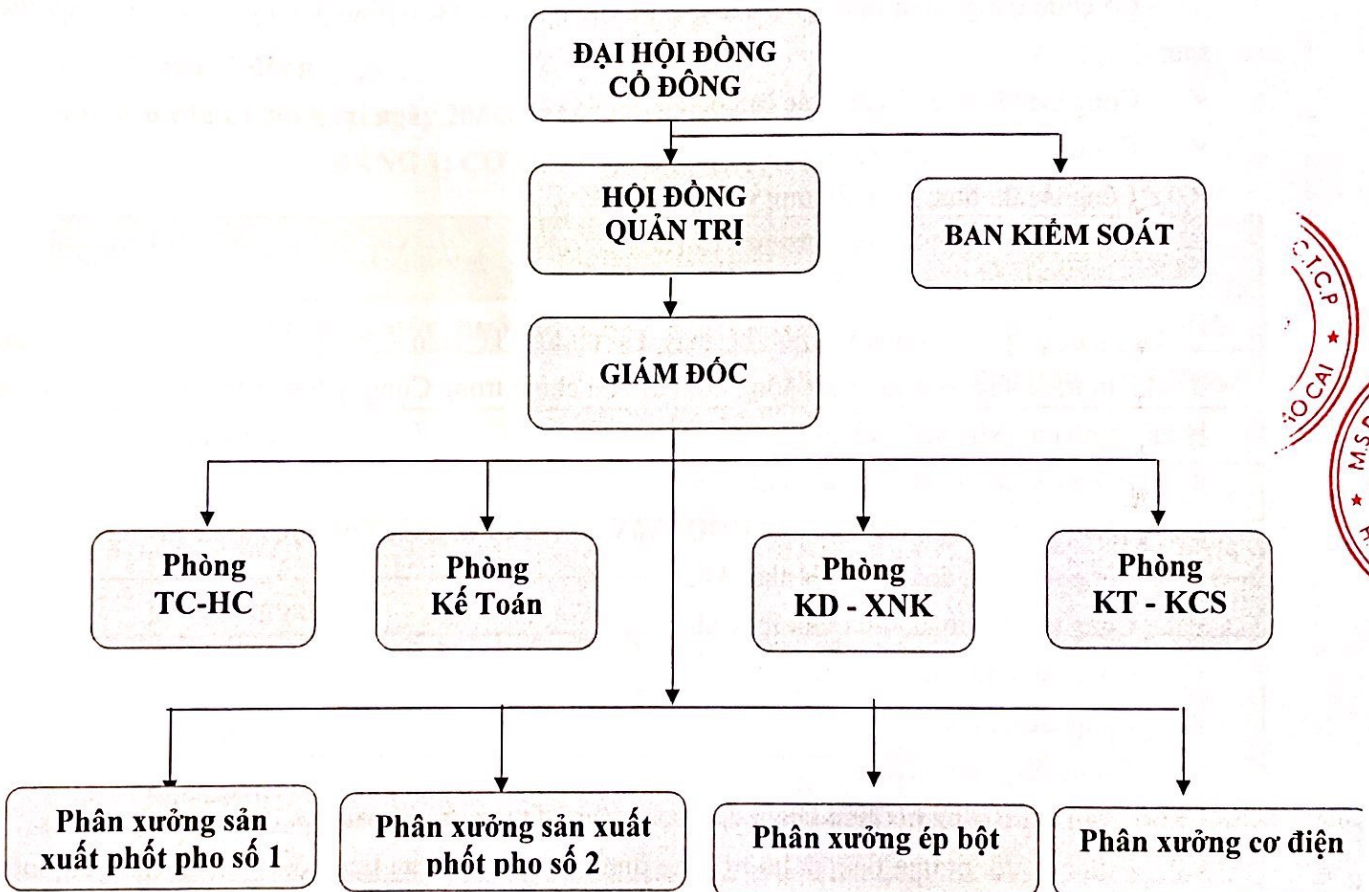 ĐẠI HỘI ĐỒNG
CỔ ĐÔNG
HỘI ĐỒNG
QUẢN TRỊ
BAN KIỂM SOÁT
GIÁM ĐỐC
C.T.C.P ★
M.S.D
Phòng
TC-HC
Phòng
Kế Toán
Phòng
KD - XNK
Phòng
KT - KCS
Phân xưởng sản
xuất phốt pho số 1
Phân xưởng sản xuất
phốt pho số 2
Phân xưởng ép bột
Phân xưởng cơ điện